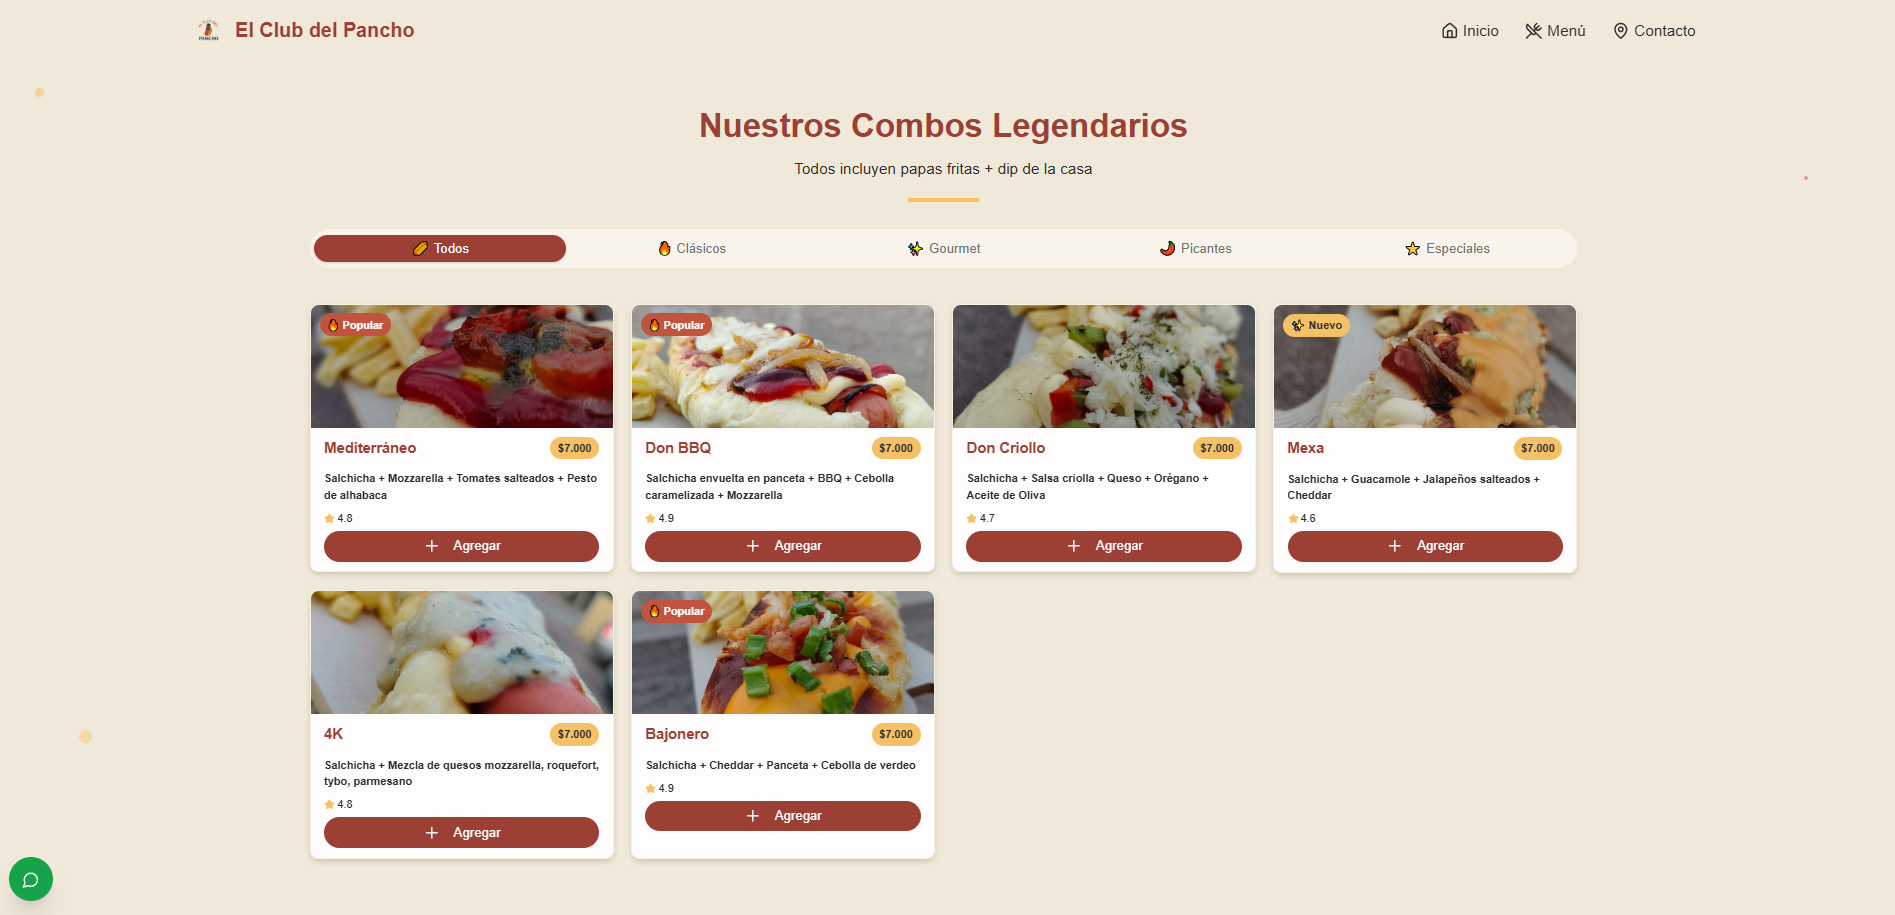 PANCHO
El Club del Pancho
Inicio
Menú
Contacto
Nuestros Combos Legendarios
Todos incluyen papas fritas + dip de la casa
Todos
Clásicos
Gourmet
Picantes
Especiales
Popular
Mediterráneo
$7.000
Salchicha + Mozzarella + Tomates salteados + Pesto
de alhabaca
4.8
Agregar
Popular
Don BBQ
$7.000
Salchicha envuelta en panceta + BBQ + Cebolla
caramelizada + Mozzarella
4.9
Agregar
Don Criollo
$7.000
Salchicha + Salsa criolla + Queso + Orégano +
Aceite de Oliva
4.7
Agregar
Nuevo
Mexa
$7.000
Salchicha + Guacamole + Jalapeños salteados +
Cheddar
4.6
Agregar
4K
$7.000
Salchicha + Mezcla de quesos mozzarella, roquefort,
tybo, parmesano
4.8
Agregar
Popular
Bajonero
$7.000
Salchicha + Cheddar + Panceta + Cebolla de verdeo
4.9
Agregar